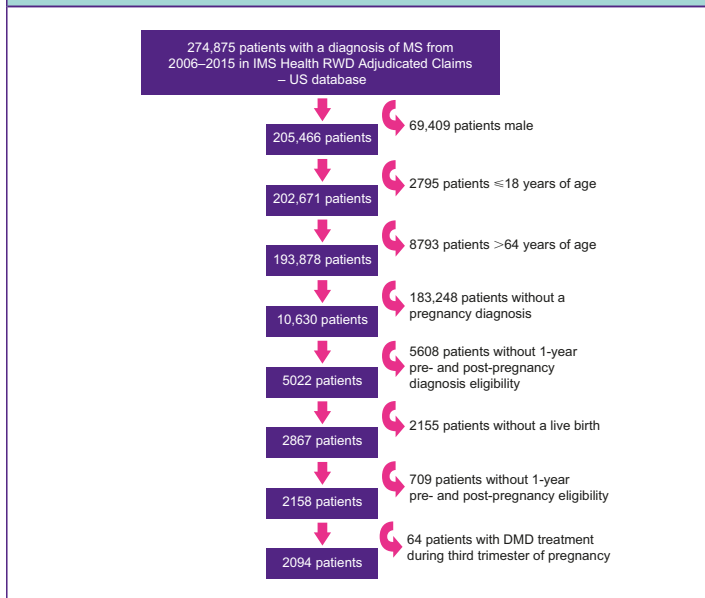 274,875 patients with a diagnosis of MS from
2006–2015 in IMS Health RWD Adjudicated Claims
– US database
69,409 patients male
205,466 patients
2795 patients ⩽18 years of age
202,671 patients
8793 patients >64 years of age
193,878 patients
183,248 patients without a
pregnancy diagnosis
10,630 patients
5608 patients without 1-year
pre- and post-pregnancy
diagnosis eligibility
5022 patients
2155 patients without a live birth
2867 patients
709 patients without 1-year
pre- and post-pregnancy eligibility
2158 patients
64 patients with DMD treatment
during third trimester of pregnancy
2094 patients